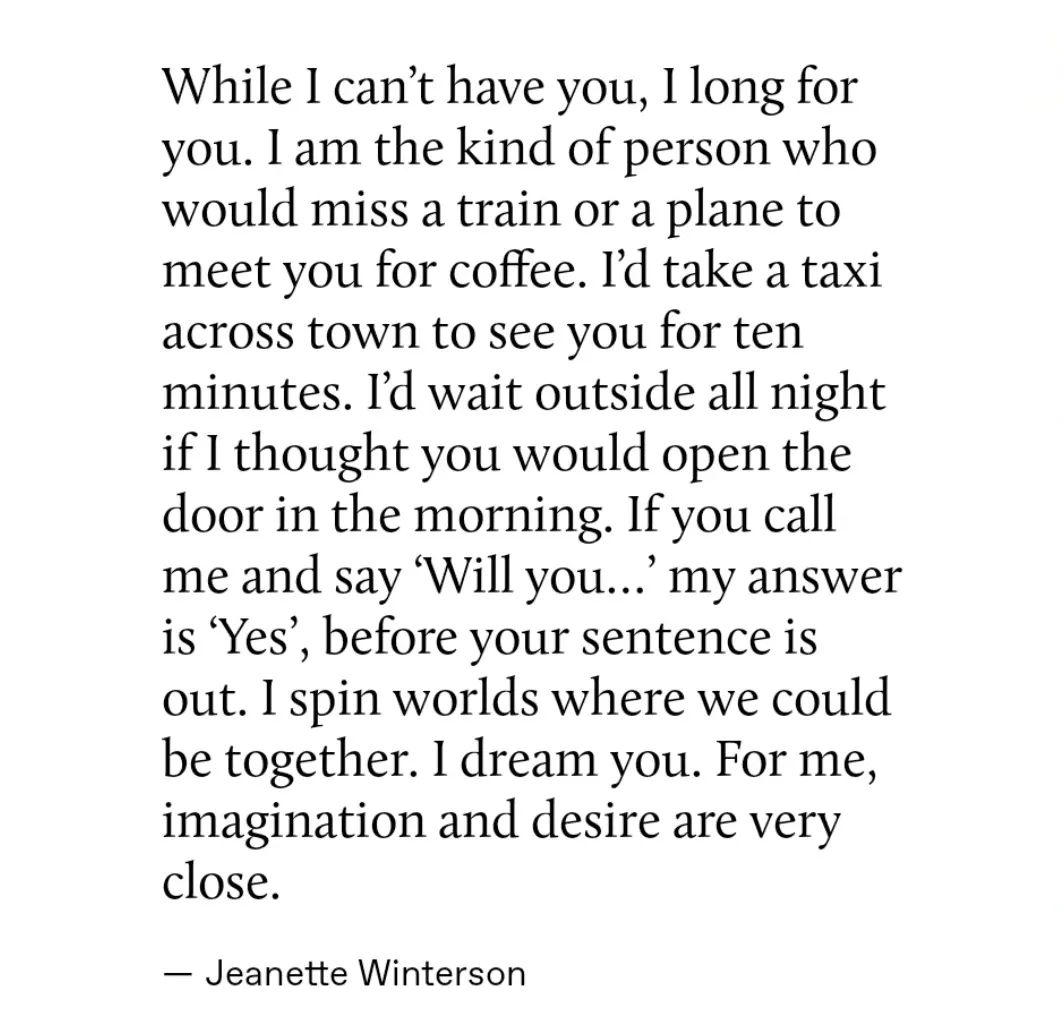 While I can’t have you, I long for
you. I am the kind of person who
would miss a train or a plane to
meet you for coffee. I’d take a taxi
across town to see you for ten
minutes. I’d wait outside all night
if I thought you would open the
door in the morning. If you call
me and say ‘Will you...’ my answer
is ‘Yes’, before your sentence is
out. I spin worlds where we could
be together. I dream you. For me,
imagination and desire are very
close.
— Jeanette Winterson